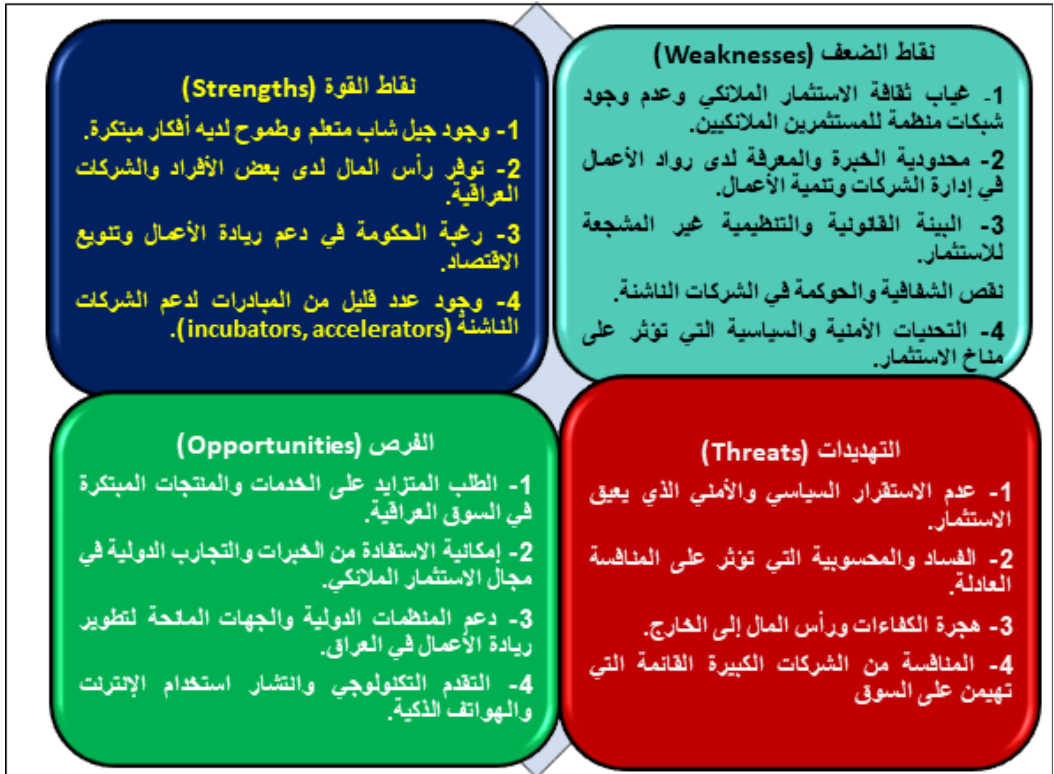 نقاط الضعف (Weaknesses)
1- غياب ثقافة الاستثمار الملائكي وعدم وجود
شبكات منظمة للمستثمرين الملائكيين.
2- محدودية الخبرة والمعرفة لدى رواد الأعمال
في إدارة الشركات وتنمية الأعمال.
3- البيئة القانونية والتنظيمية غير المشجعة
للاستثمار.
نقص الشفافية والحوكمة في الشركات الناشئة.
4- التحديات الأمنية والسياسية التي تؤثر على
مناخ الاستثمار.
نقاط القوة (Strengths)
1- وجود جيل شاب متعلم وطموح لديه أفكار مبتكرة.
2- توفر رأس المال لدى بعض الأفراد والشركات
العراقية.
3- رغبة الحكومة في دعم ريادة الأعمال وتنويع
الاقتصاد.
4- وجود عدد قليل من المبادرات لدعم الشركات
الناشئة (incubators, accelerators).
التهديدات (Threats)
1- عدم الاستقرار السياسي والأمني الذي يعيق
الاستثمار.
2- الفساد والمحسوبية التي تؤثر على المنافسة
العادلة.
3- هجرة الكفاءات ورأس المال إلى الخارج.
4- المنافسة من الشركات الكبيرة القائمة التي
تهيمن على السوق
الفرص (Opportunities)
1- الطلب المتزايد على الخدمات والمنتجات المبتكرة
في السوق العراقية.
2- إمكانية الاستفادة من الخبرات والتجارب الدولية في
مجال الاستثمار الملائكي.
3- دعم المنظمات الدولية والجهات المانحة لتطوير
ريادة الأعمال في العراق.
4- التقدم التكنولوجي وانتشار استخدام الإنترنت
والهواتف الذكية.